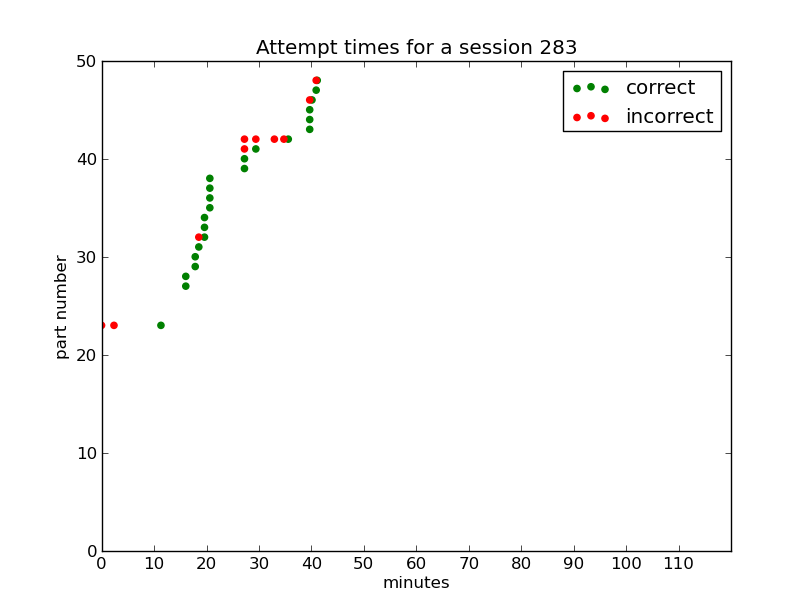 Attempt times for a session 283
correct
incorrect
50
40
30
20
10
0
part number
0 10 20 30 40 50 60 70 80 90 100 110
minutes